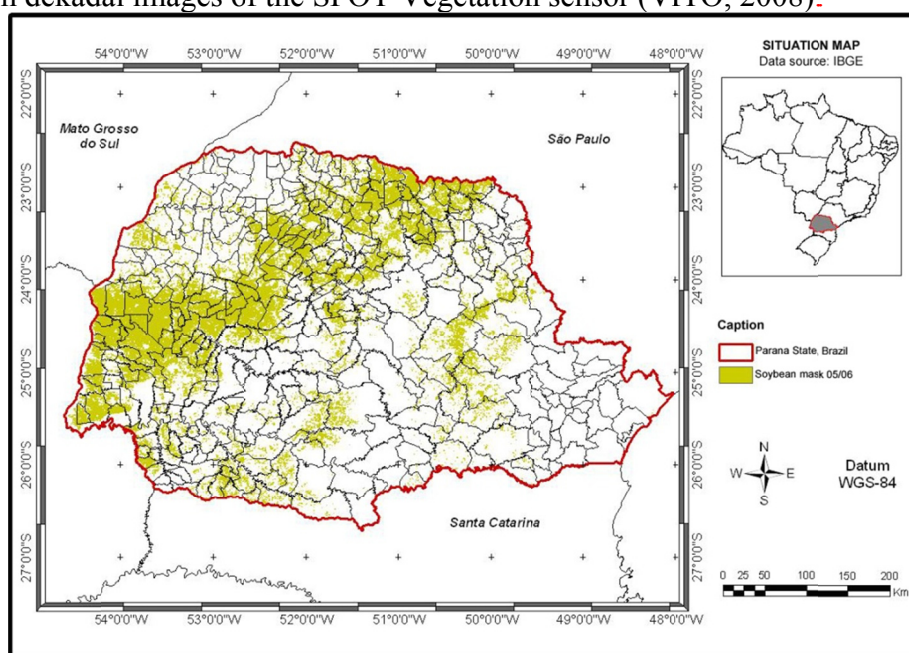 n dekadal images of the SPOT Vegetation sensor (VITO, 2008).
54°0'0"W 53°0'0"W 52°0'0"W 51°0'0"W 50°0'0"W 49°0'0"W 48°0'0"W
22°0'0"S
23°0'0"S
24°0'0"S
25°0'0"S
26°0'0"S
27°0'0"S
Mato Grosso
do Sul
São Paulo
Santa Catarina
22°0'0"S
23°0'0"S
24°0'0"S
25°0'0"S
26°0'0"S
27°0'0"S
54°0'0"W 53°0'0"W 52°0'0"W 51°0'0"W 50°0'0"W 49°0'0"W 48°0'0"W
SITUATION MAP
Data source: IBGE
Caption
Parana State, Brazil
Soybean mask 05/06
N
W E
S
Datum
WGS-84
0 25 50 100 150 200
Km